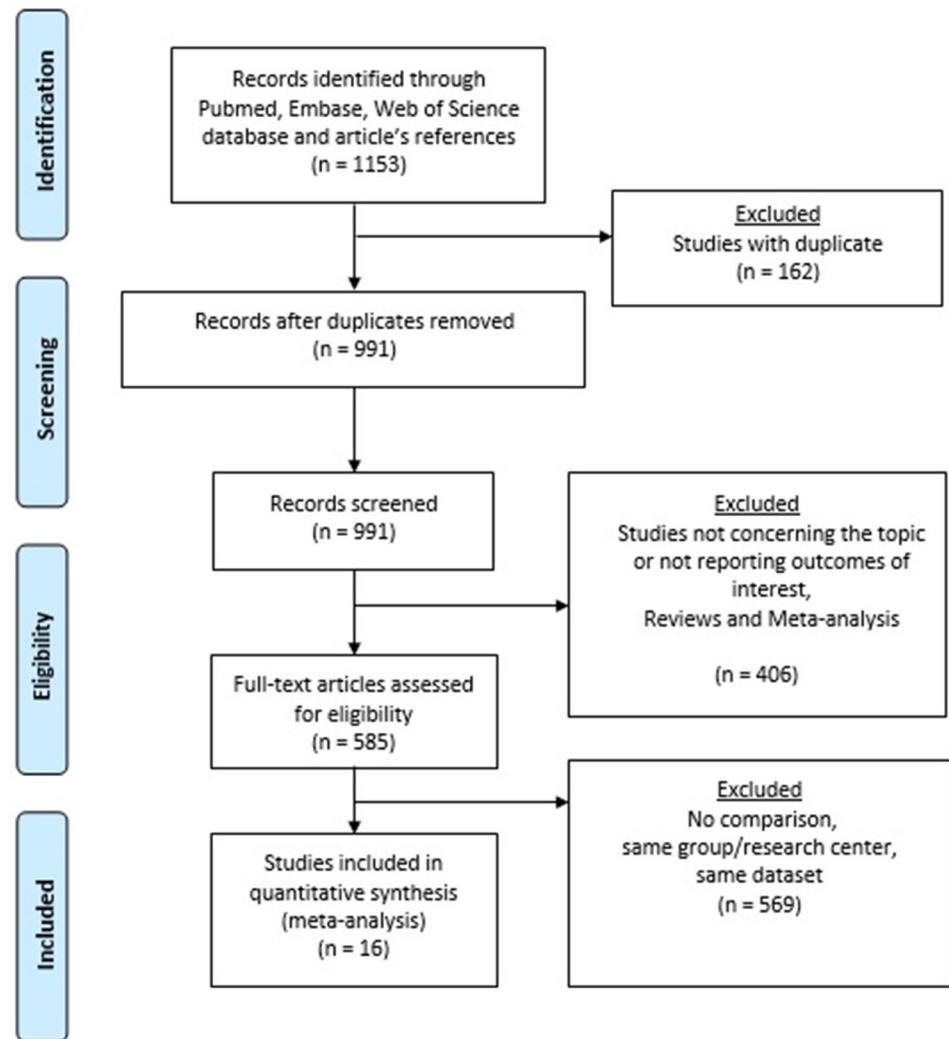 Identification
Records identified through
Pubmed, Embase, Web of Science
database and article's references
(n = 1153)
Excluded
Studies with duplicate
(n = 162)
Screening
Records after duplicates removed
(n = 991)
Records screened
(n = 991)
Excluded
Studies not concerning the topic
or not reporting outcomes of
interest,
Reviews and Meta-analysis
(n = 406)
Eligibility
Full-text articles assessed
for eligibility
(n = 585)
Excluded
No comparison,
same group/research center,
same dataset
(n = 569)
Included
Studies included in
quantitative synthesis
(meta-analysis)
(n = 16)